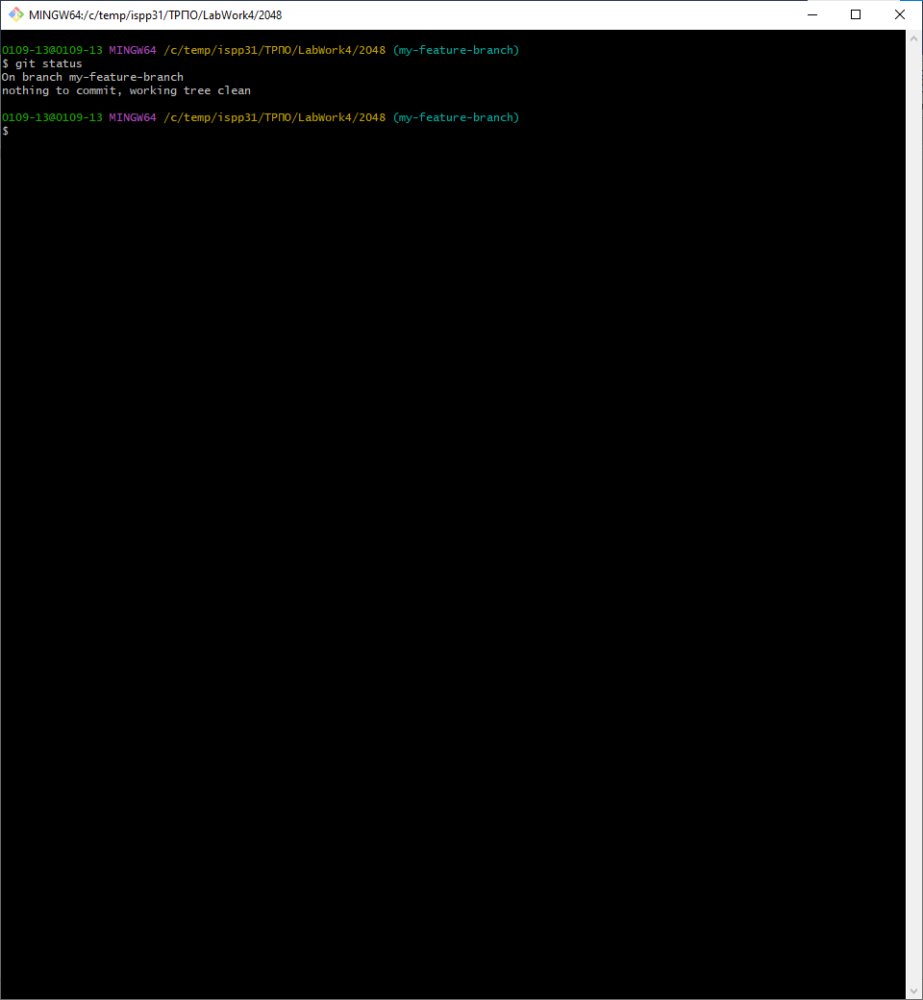 MINGW64:/c/temp/ispp31/ТРПО/LabWork4/2048
0109-13@0109-13 MINGW64 /c/temp/ispp31/ТРПО/LabWork4/2048 (my-feature-branch)
$ git status
On branch my-feature-branch
nothing to commit, working tree clean
0109-13@0109-13 MINGW64 /c/temp/ispp31/ТРПО/LabWork4/2048 (my-feature-branch)
$